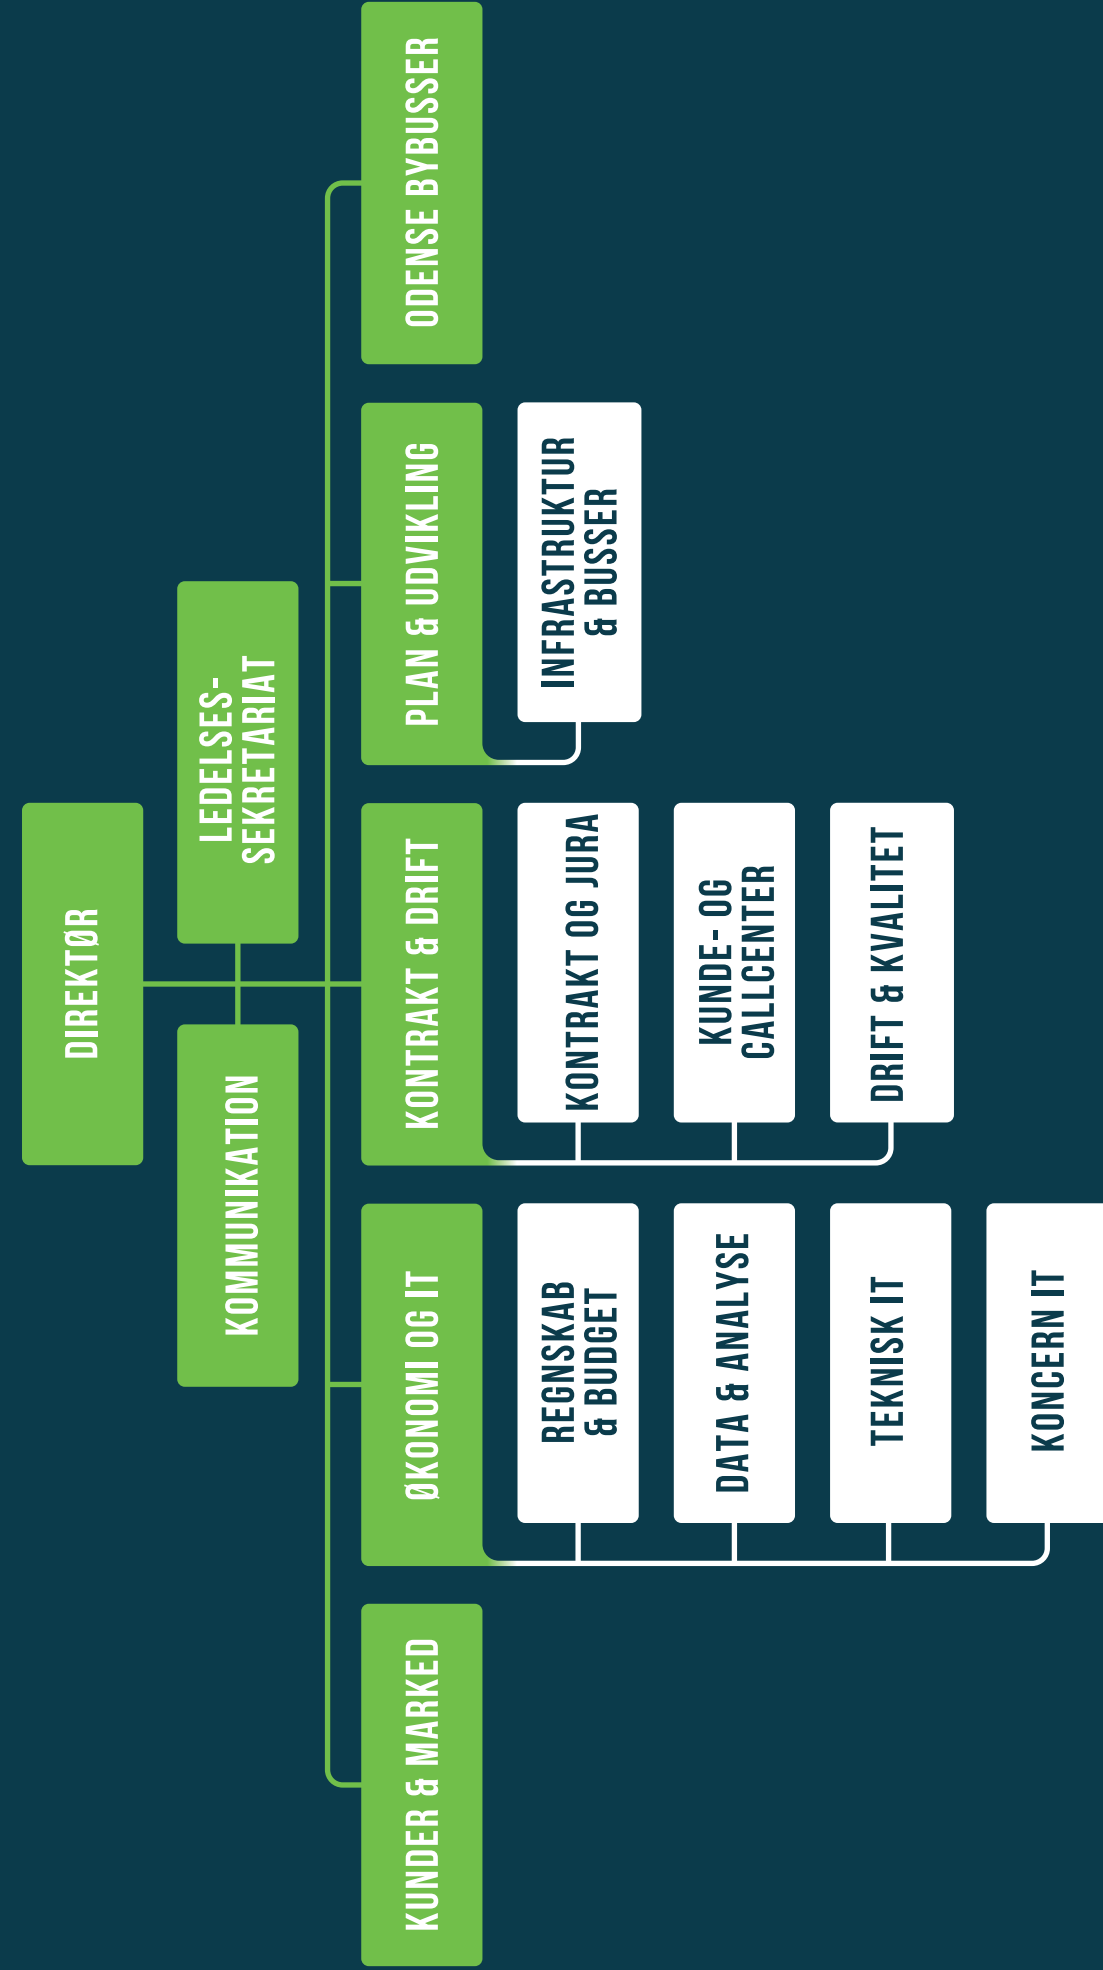 DIREKTØR
KOMMUNIKATION
LEDELSES-
SEKRETARIAT
KUNDER & MARKED
ØKONOMI OG IT
KONTRAKT & DRIFT
PLAN & UDVIKLING
ODENSE BYBUSSER
REGNSKAB
& BUDGET
DATA & ANALYSE
TEKNISK IT
KONCERN IT
KONTRAKT OG JURA
KUNDE- OG
CALLCENTER
DRIFT & KVALITET
INFRASTRUKTUR
& BUSSER